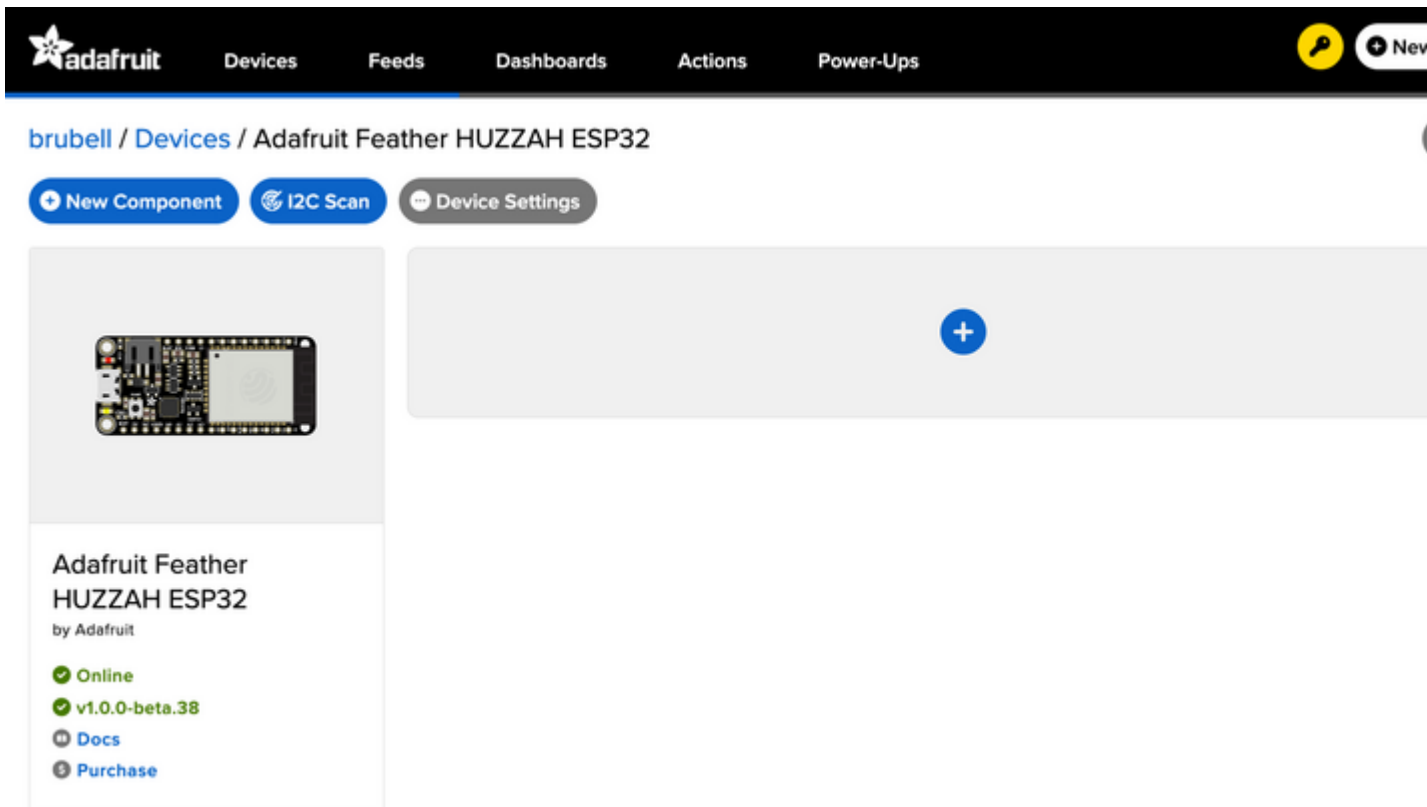 adafruit Devices Feeds Dashboards Actions Power-Ups New
brubell / Devices / Adafruit Feather HUZZAH ESP32
New Component I2C Scan Device Settings
Adafruit Feather
HUZZAH ESP32
by Adafruit
Online
v1.0.0-beta.38
Docs
Purchase